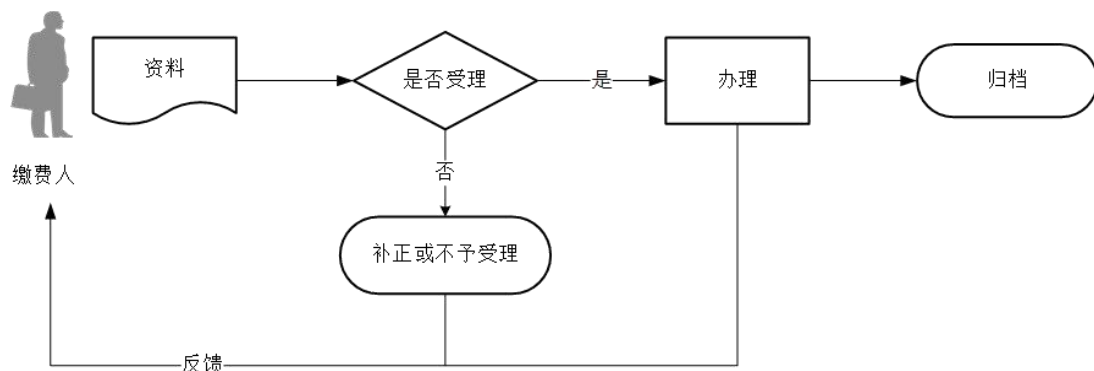 资料
是否受理
是
办理
归档
缴费人
否
补正或不予受理
反馈